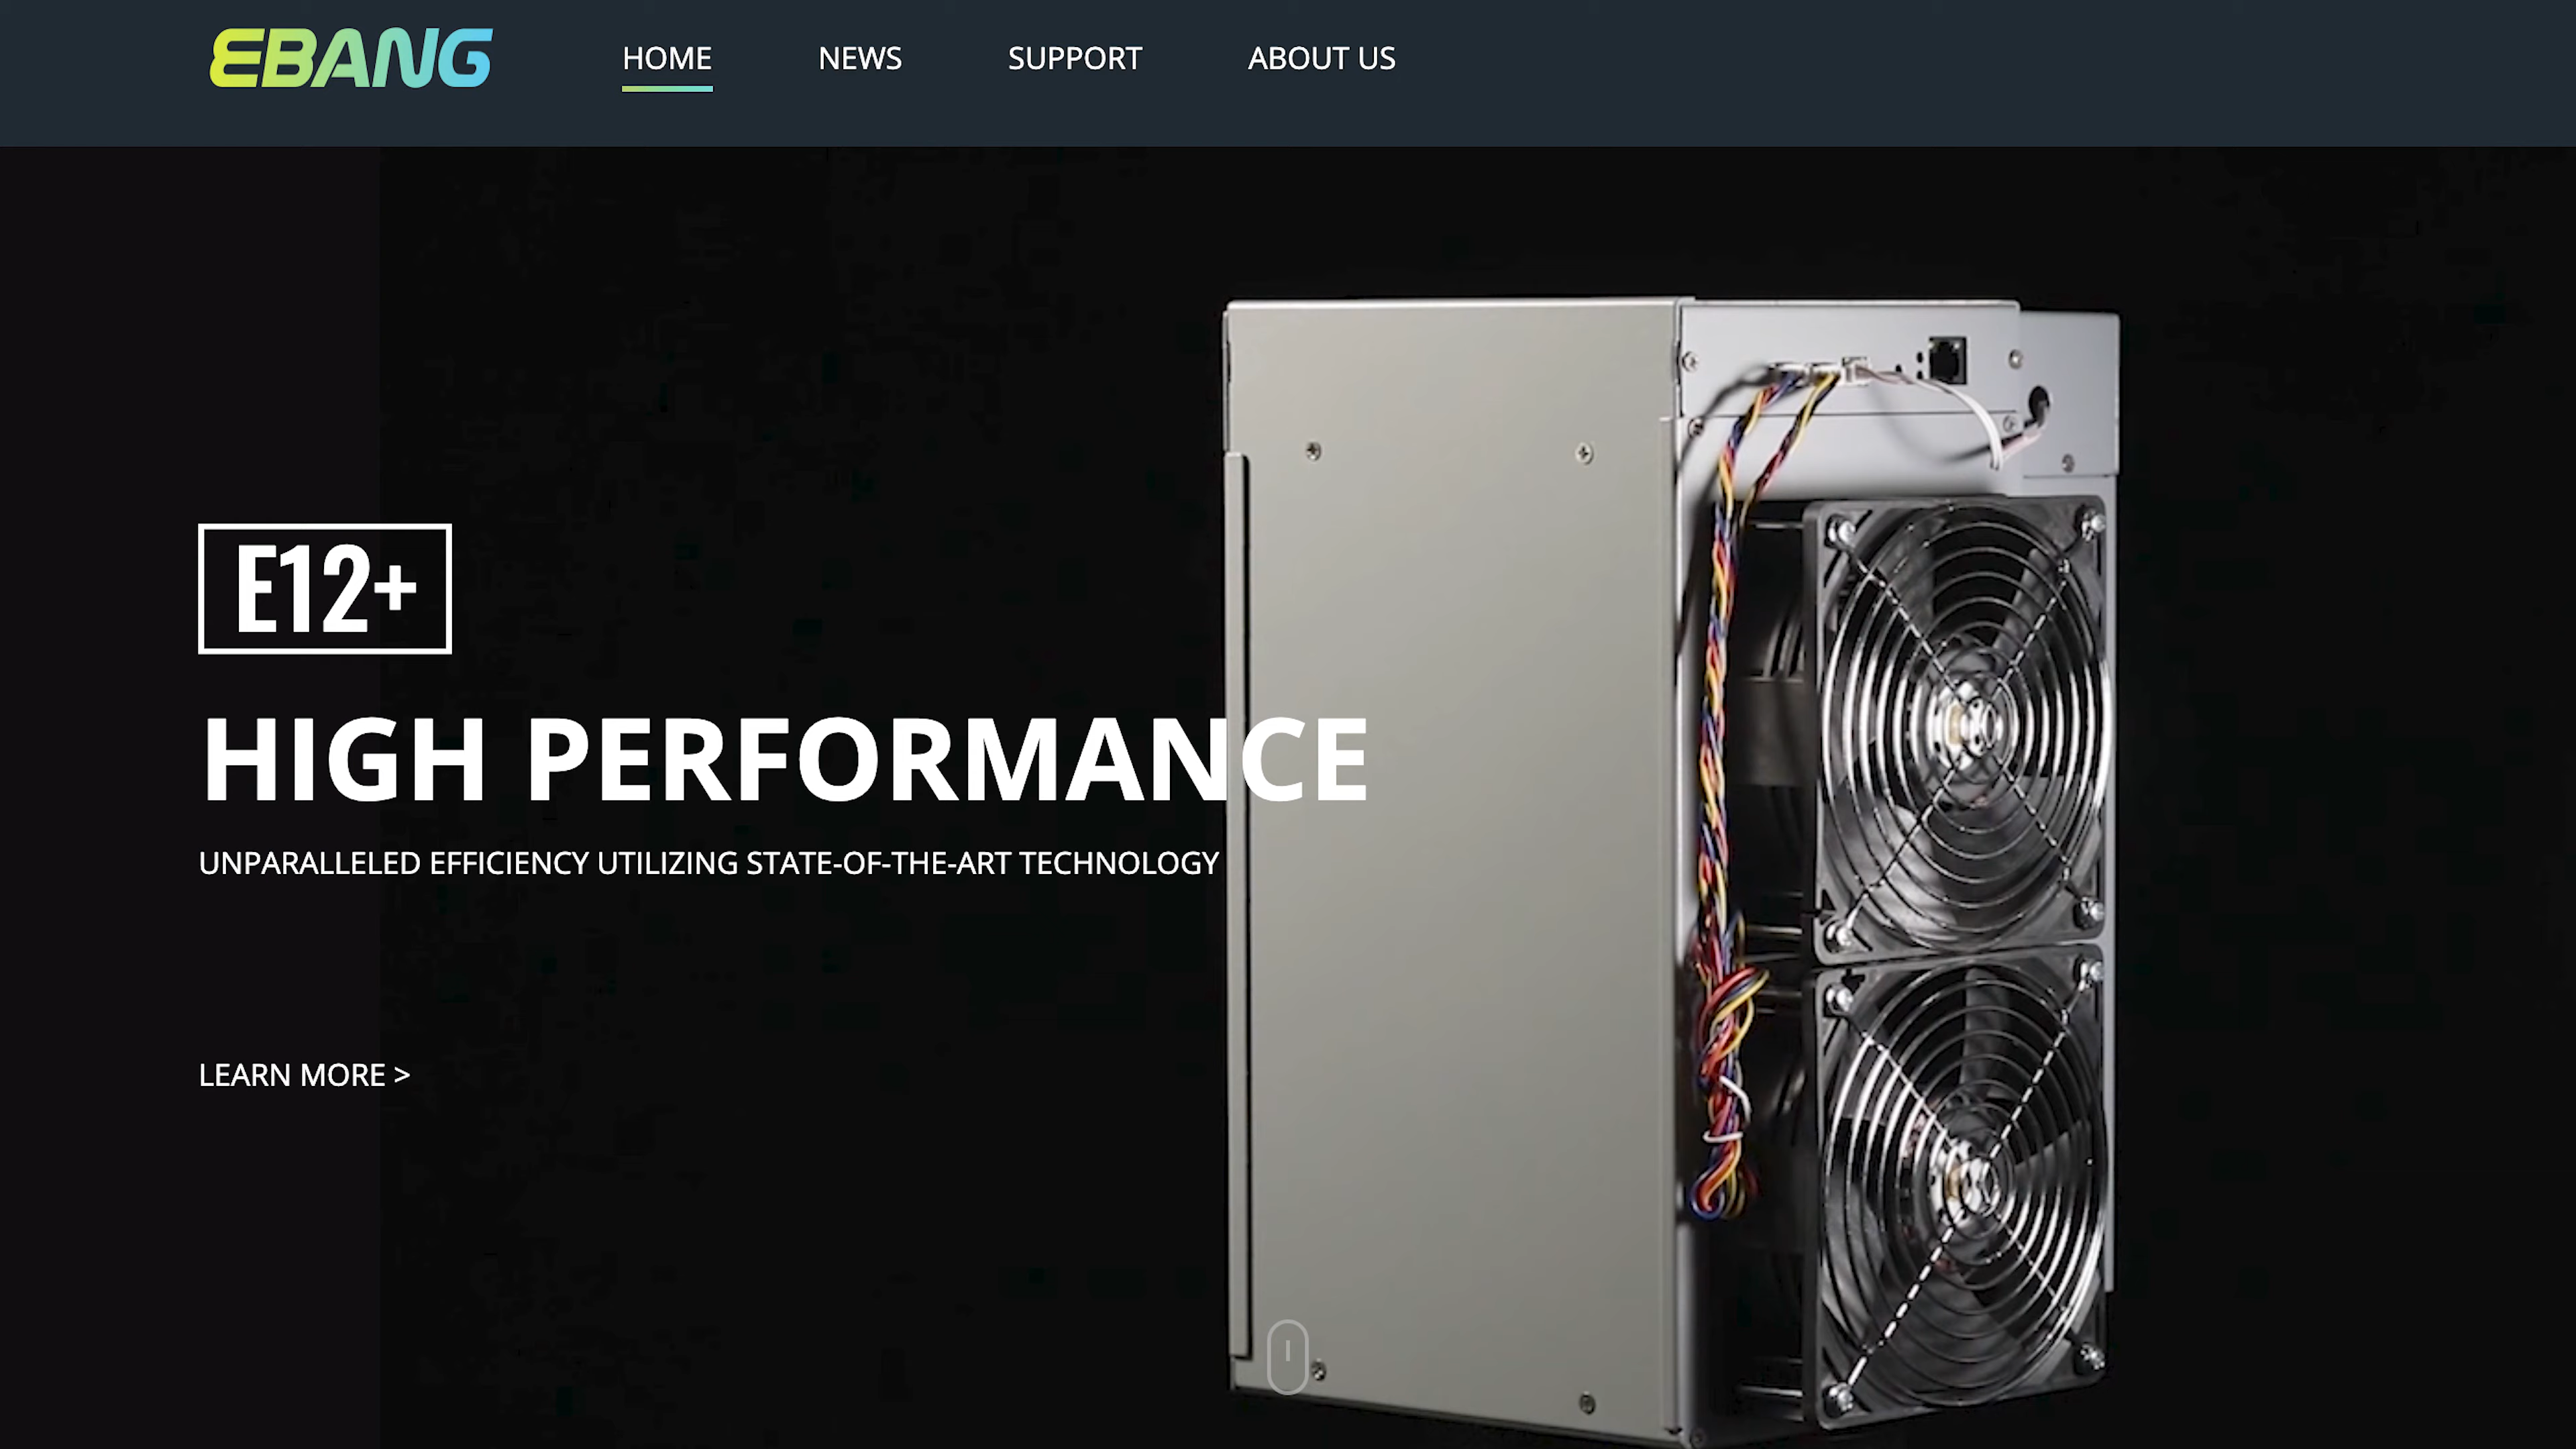 EBANG
HOME NEWS SUPPORT ABOUT US
E12+
HIGH PERFORMANCE
UNPARALLELED EFFICIENCY UTILIZING STATE-OF-THE-ART TECHNOLOGY
LEARN MORE >